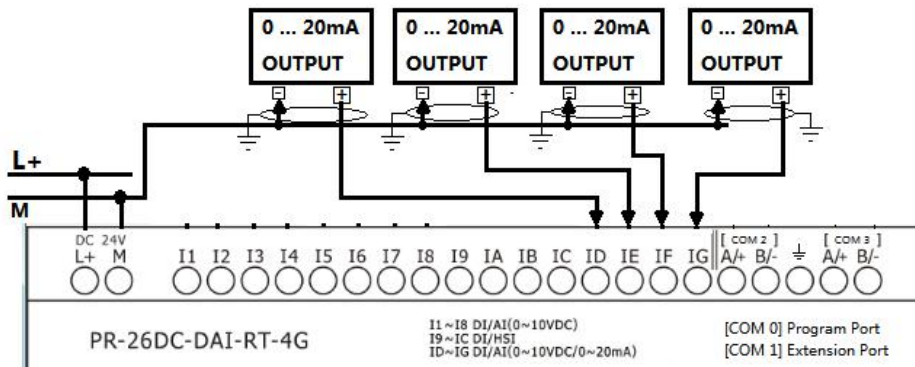 0 ... 20mA 0 ... 20mA 0 ... 20mA 0 ... 20mA
OUTPUT OUTPUT OUTPUT OUTPUT
- + - + - + - +
L+
M
DC 24V [ COM 2 ] [ COM 3 ]
L+ M I1 I2 I3 I4 I5 I6 I7 I8 I9 IA IB IC ID IE IF IG A/+ B/- A/+ B/-
PR-26DC-DAI-RT-4G
I1~I8 DI/AI(0~10VDC)
I9~IC DI/HSI
ID~IG DI/AI(0~10VDC/0~20mA)
[COM 0] Program Port
[COM 1] Extension Port